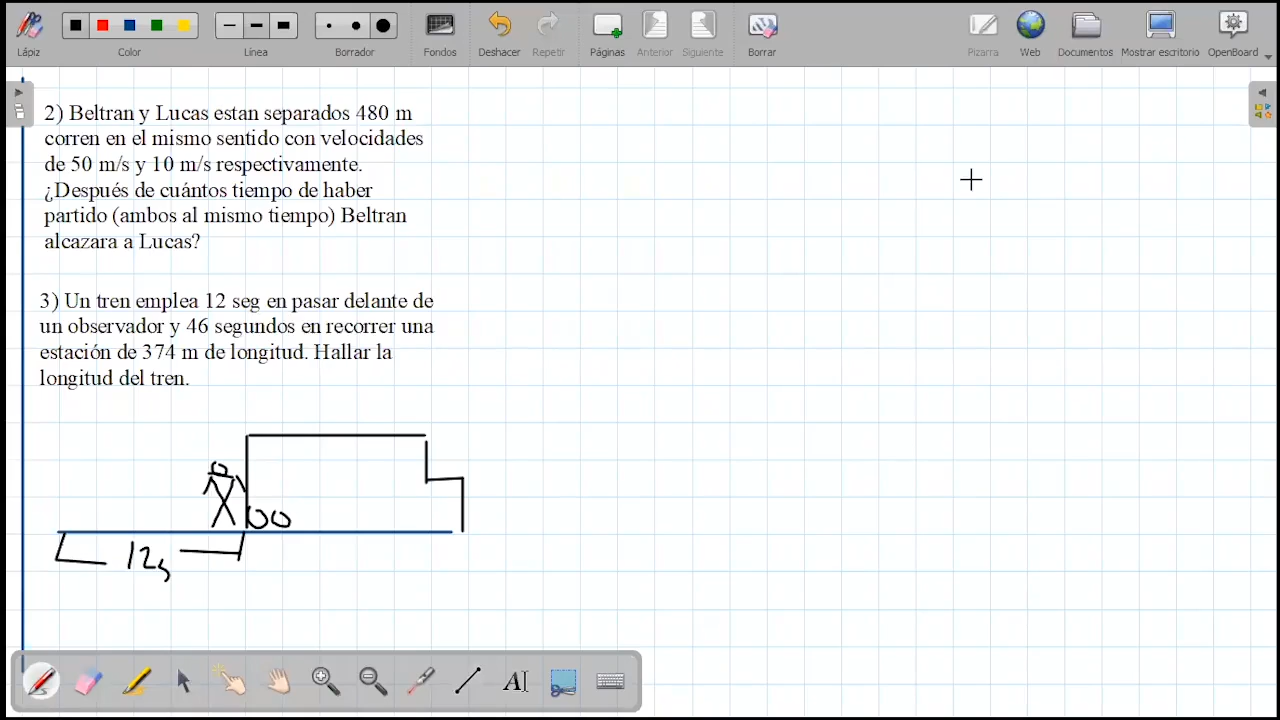 Lápiz Color Línea Borrador Fondos Deshacer Repetir Páginas Anterior Siguiente Borrar Pizarra Web Documentos Mostrar escritorio OpenBoard
2) Beltran y Lucas estan separados 480 m
corren en el mismo sentido con velocidades
de 50 m/s y 10 m/s respectivamente.
¿Después de cuántos tiempo de haber
partido (ambos al mismo tiempo) Beltran
alcazara a Lucas?
3) Un tren emplea 12 seg en pasar delante de
un observador y 46 segundos en recorrer una
estación de 374 m de longitud. Hallar la
longitud del tren.
12s